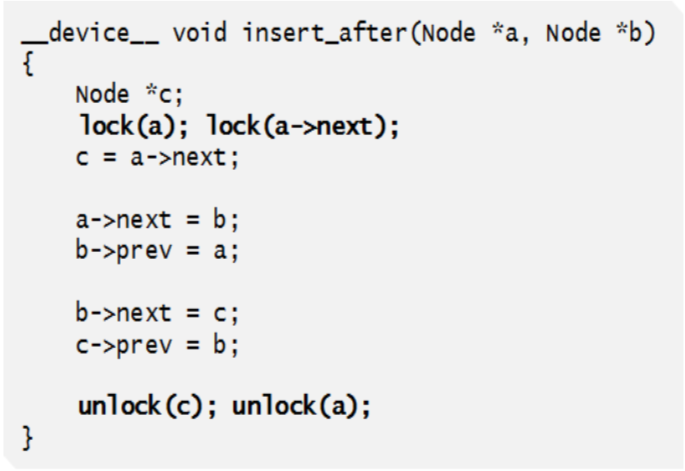 __device__ void insert_after(Node *a, Node *b)
{
    Node *c;
    lock(a); lock(a->next);
    c = a->next;

    a->next = b;
    b->prev = a;

    b->next = c;
    c->prev = b;

    unlock(c); unlock(a);
}